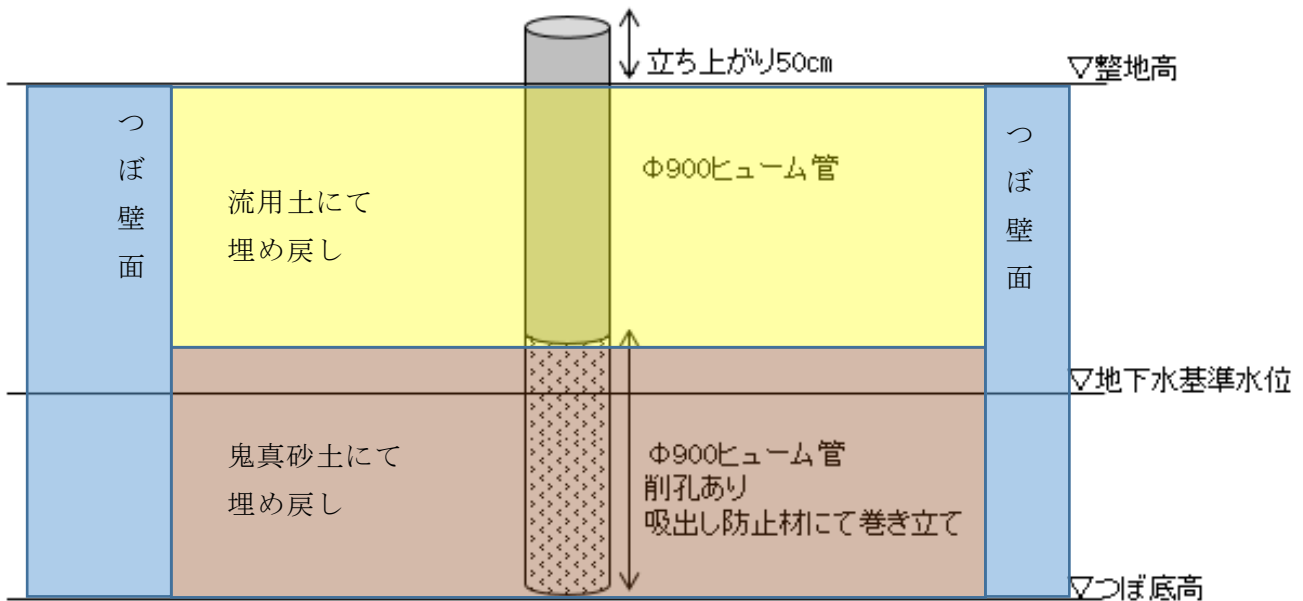 立ち上がり50cm
▽整地高
つぼ壁面
流用土にて
埋め戻し
Φ900ヒューム管
つぼ壁面
▽地下水基準水位
鬼真砂土にて
埋め戻し
Φ900ヒューム管
削孔あり
吸出し防止材にて巻き立て
▽つぼ底高